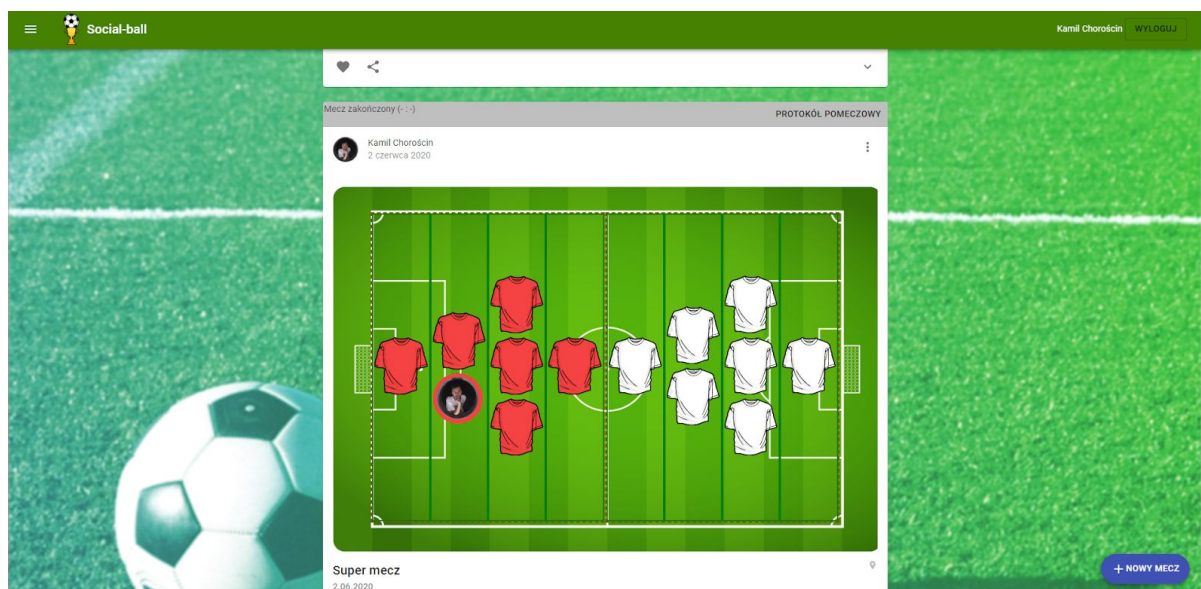 Social-ball
Kamil Chorościn WYLOGUJ
Mecz zakończony (- : -)
PROTOKÓŁ POMECZOWY
Kamil Chorościn
2 czerwca 2020
Super mecz
2.06.2020
+ NOWY MECZ